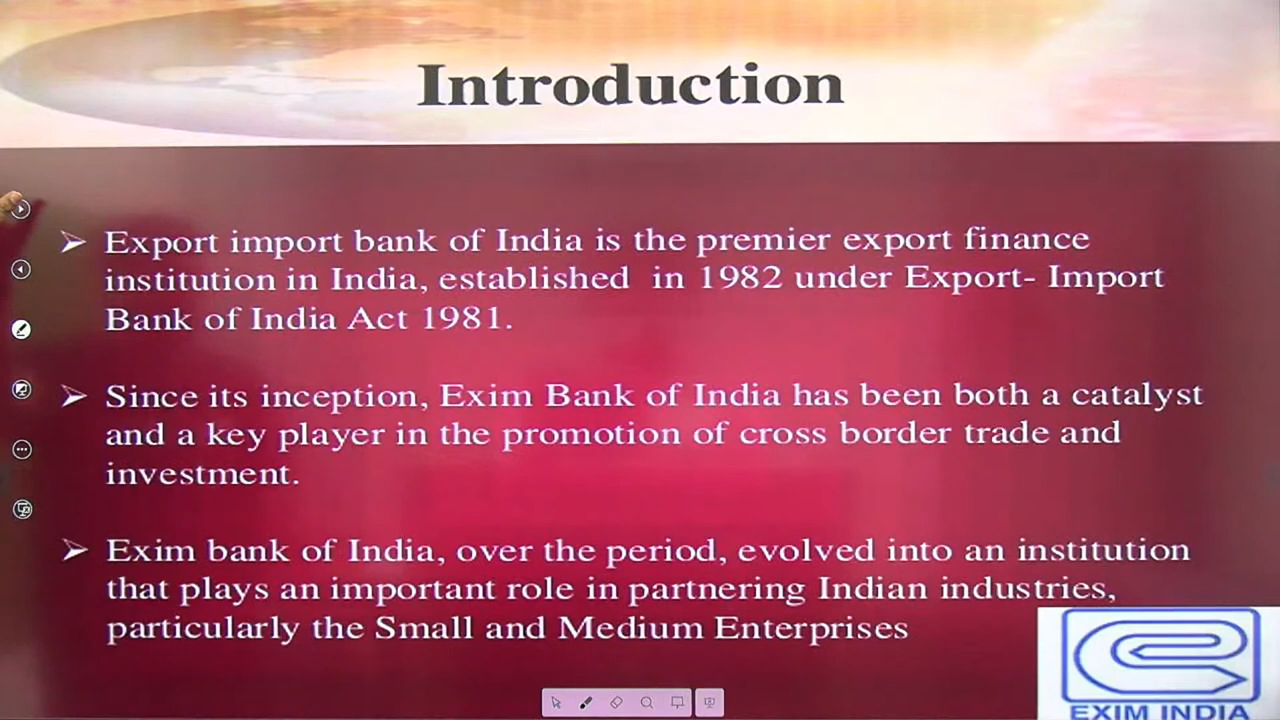 Introduction
➢ Export import bank of India is the premier export finance
institution in India, established in 1982 under Export- Import
Bank of India Act 1981.
➢ Since its inception, Exim Bank of India has been both a catalyst
and a key player in the promotion of cross border trade and
investment.
➢ Exim bank of India, over the period, evolved into an institution
that plays an important role in partnering Indian industries,
particularly the Small and Medium Enterprises
EXIM INDIA